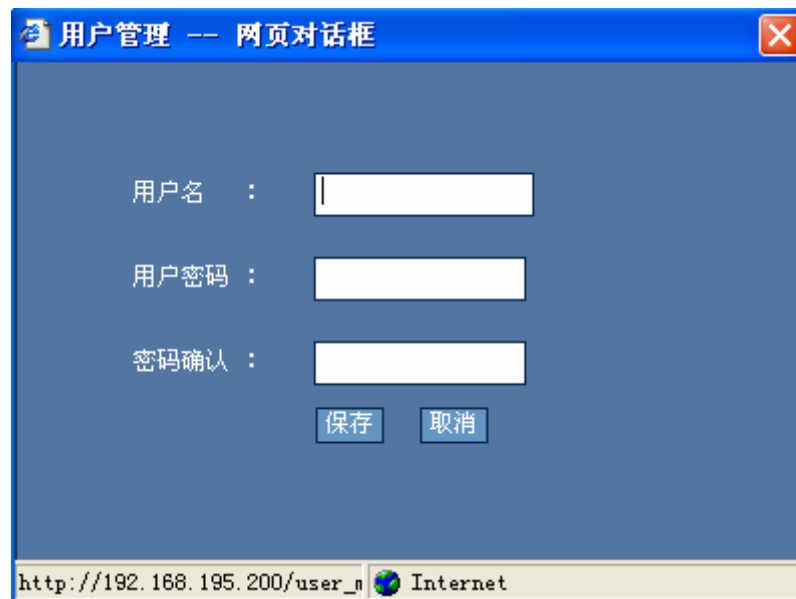 用户管理 -- 网页对话框
用户名 :
用户密码 :
密码确认 :
保存 取消
http://192.168.195.200/user_m Internet